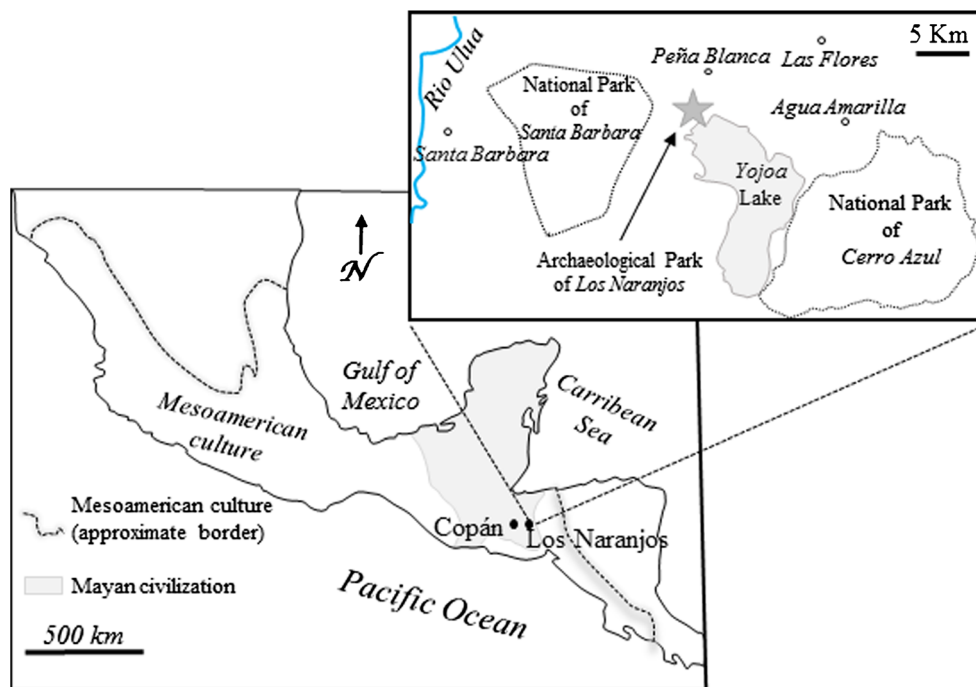 5 Km
Rio Ulua
Peña Blanca
Las Flores
National Park
of
Santa Barbara
Agua Amarilla
Santa Barbara
Yojoa
Lake
National Park
of
Cerro Azul
Archaeological Park
of Los Naranjos
N
Gulf of
Mexico
Carribean
Sea
Mesoamerican
culture
Mesoamerican culture
(approximate border)
Copán
Los Naranjos
Mayan civilization
Pacific Ocean
500 km